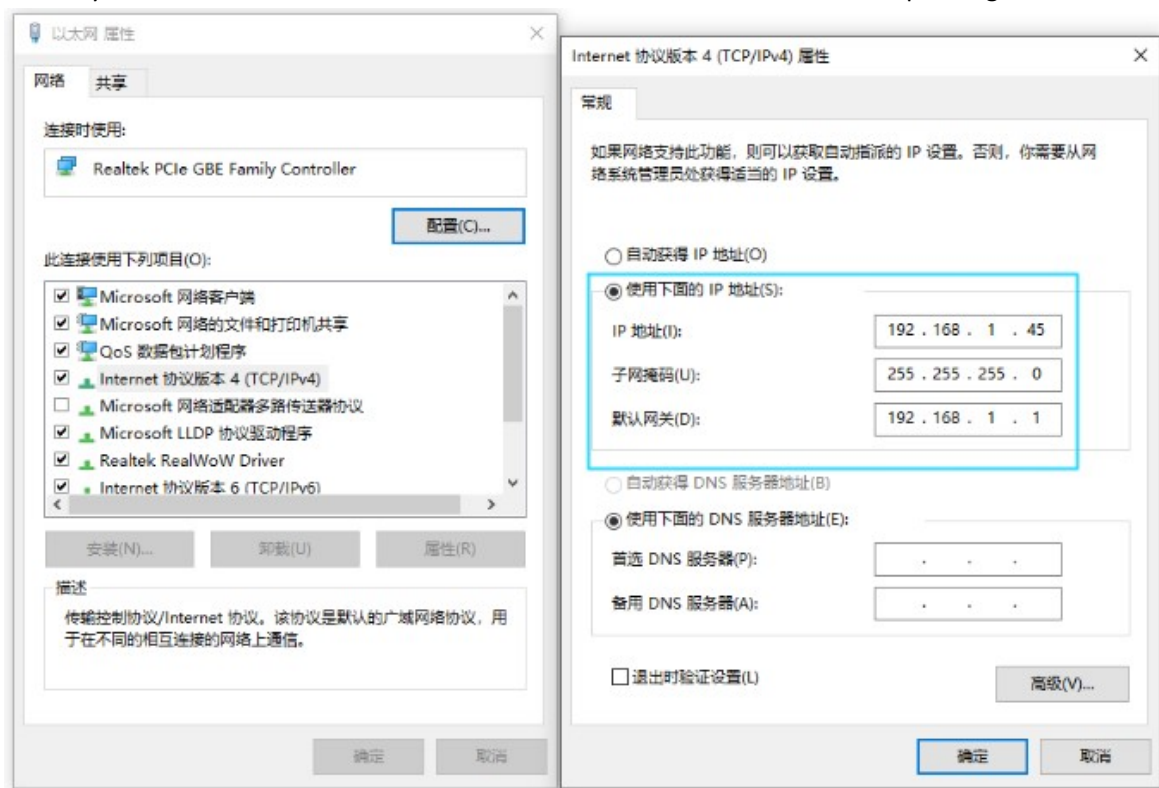 以太网 属性
网络
共享
连接时使用:
Realtek PCIe GBE Family Controller
配置(C)...
此连接使用下列项目(O):
Microsoft 网络客户端
Microsoft 网络的文件和打印机共享
QoS 数据包计划程序
Internet 协议版本 4 (TCP/IPv4)
Microsoft 网络适配器多路传送器协议
Microsoft LLDP 协议驱动程序
Realtek RealWoW Driver
Internet 协议版本 6 (TCP/IPv6)
安装(N)...
卸载(U)
属性(R)
描述
传输控制协议/Internet 协议。该协议是默认的广域网络协议，用
于在不同的相互连接的网络上通信。
确定
取消
Internet 协议版本 4 (TCP/IPv4) 属性
常规
如果网络支持此功能，则可以获取自动指派的 IP 设置。否则，你需要从网
络系统管理员处获得适当的 IP 设置。
自动获得 IP 地址(O)
使用下面的 IP 地址(S):
IP 地址(I):
192 . 168 . 1 . 45
子网掩码(U):
255 . 255 . 255 . 0
默认网关(D):
192 . 168 . 1 . 1
自动获得 DNS 服务器地址(B)
使用下面的 DNS 服务器地址(E):
首选 DNS 服务器(P):
. . .
备用 DNS 服务器(A):
. . .
退出时验证设置(L)
高级(V)...
确定
取消